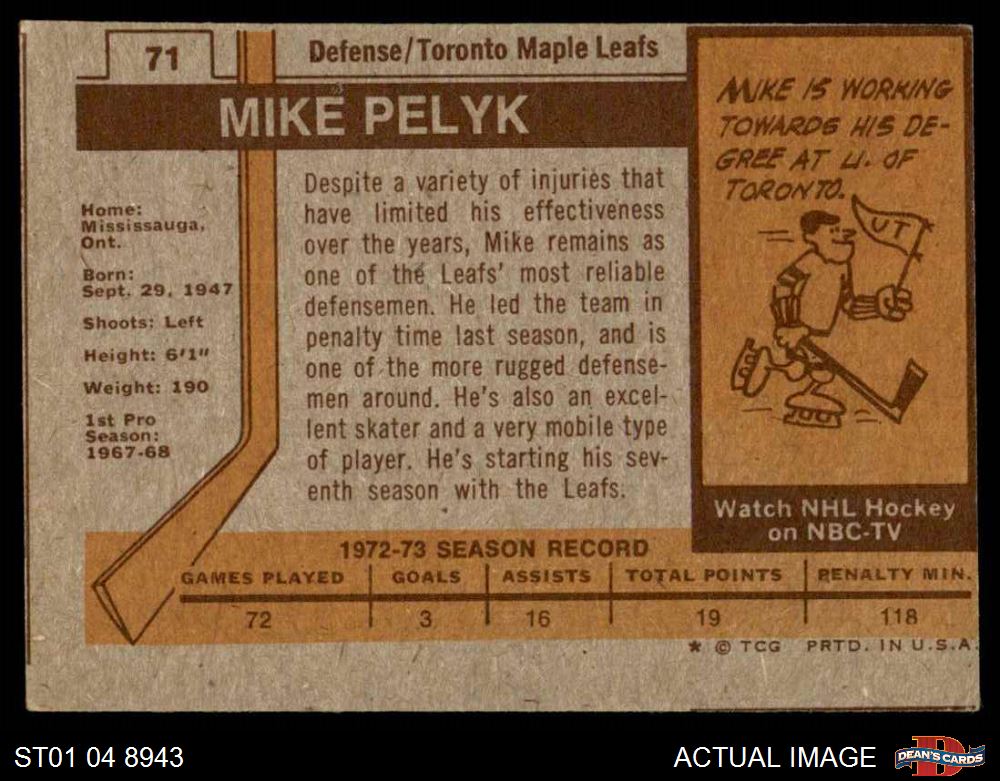 71
Defense/Toronto Maple Leafs
MIKE PELYK
Home:
Mississauga,
Ont.
Born:
Sept. 29, 1947
Shoots: Left
Height: 6'1"
Weight: 190
1st Pro
Season:
1967-68
Despite a variety of injuries that
have limited his effectiveness
over the years, Mike remains as
one of the Leafs' most reliable
defensemen. He led the team in
penalty time last season, and is
one of the more rugged defense-
men around. He's also an excel-
lent skater and a very mobile type
of player. He's starting his sev-
enth season with the Leafs.
MIKE IS WORKING
TOWARDS HIS DE-
GREE AT U. OF
TORONTO.
UT
Watch NHL Hockey
on NBC-TV
1972-73 SEASON RECORD
GAMES PLAYED GOALS ASSISTS TOTAL POINTS PENALTY MIN.
72 3 16 19 118
* © TCG PRTD. IN U.S.A.
ST01 04 8943
ACTUAL IMAGE
D
DEAN'S CARDS